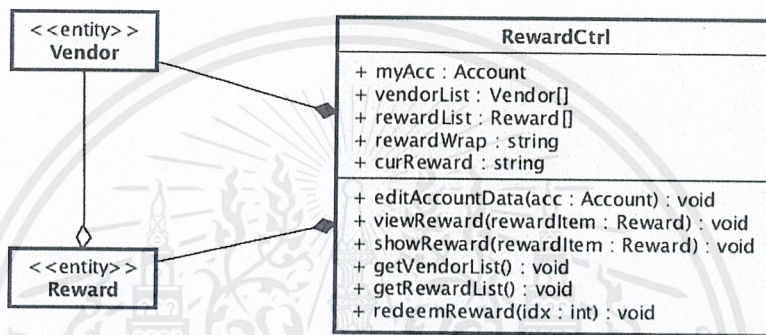 <<entity>>
Vendor
RewardCtrl
+ myAcc : Account
+ vendorList : Vendor[]
+ rewardList : Reward[]
+ rewardWrap : string
+ curReward : string
+ editAccountData(acc : Account) : void
+ viewReward(rewardItem : Reward) : void
+ showReward(rewardItem : Reward) : void
+ getVendorList() : void
+ getRewardList() : void
+ redeemReward(idx : int) : void
<<entity>>
Reward